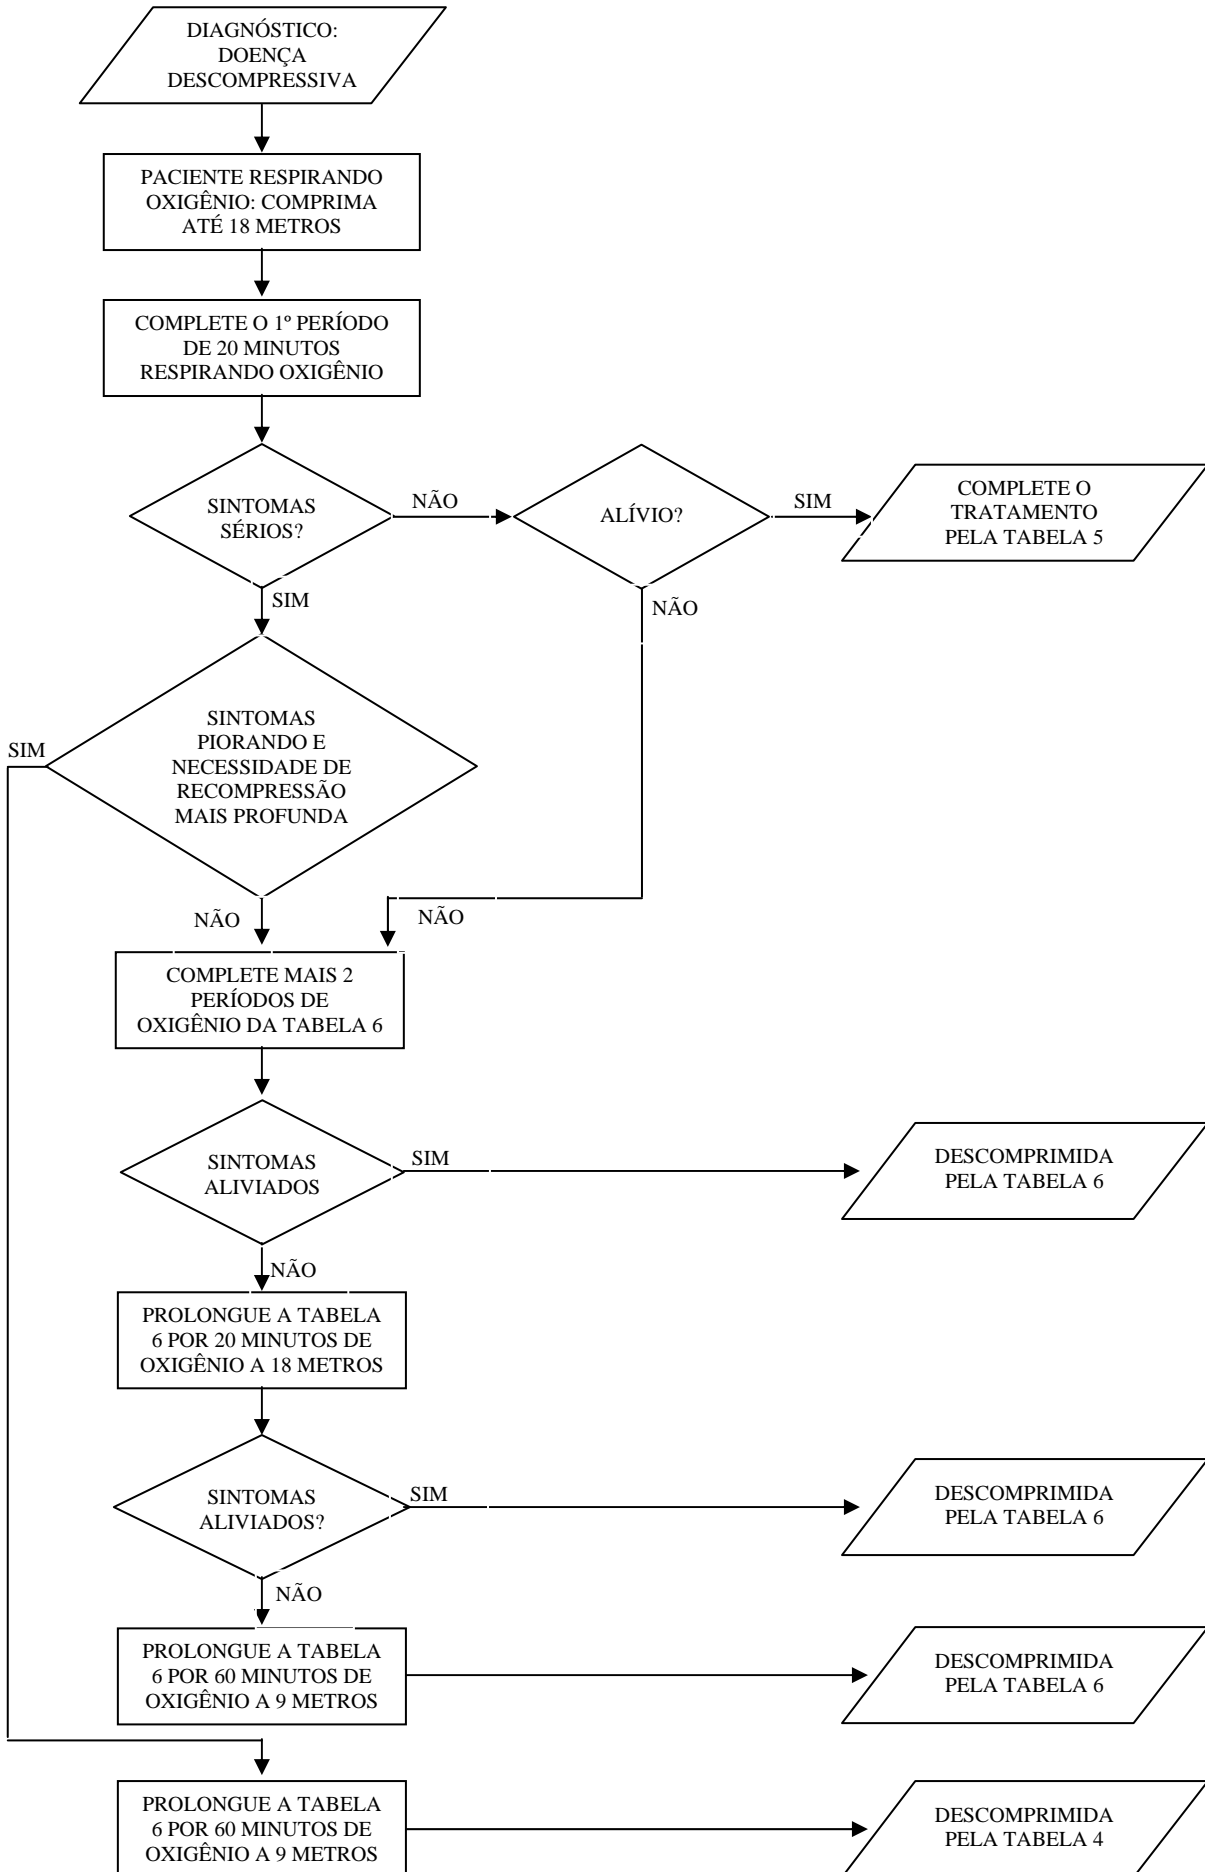 DIAGNÓSTICO:
DOENÇA
DESCOMPRESSIVA
PACIENTE RESPIRANDO
OXIGÊNIO: COMPRIMA
ATÉ 18 METROS
COMPLETE O 1º PERÍODO
DE 20 MINUTOS
RESPIRANDO OXIGÊNIO
SINTOMAS
SÉRIOS?
NÃO
ALÍVIO?
SIM
COMPLETE O
TRATAMENTO
PELA TABELA 5
SIM
NÃO
SINTOMAS
PIORANDO E
NECESSIDADE DE
RECOMPRESSÃO
MAIS PROFUNDA
SIM
NÃO
NÃO
COMPLETE MAIS 2
PERÍODOS DE
OXIGÊNIO DA TABELA 6
SINTOMAS
ALIVIADOS
SIM
DESCOMPRIMIDA
PELA TABELA 6
NÃO
PROLONGUE A TABELA
6 POR 20 MINUTOS DE
OXIGÊNIO A 18 METROS
SINTOMAS
ALIVIADOS?
SIM
DESCOMPRIMIDA
PELA TABELA 6
NÃO
PROLONGUE A TABELA
6 POR 60 MINUTOS DE
OXIGÊNIO A 9 METROS
DESCOMPRIMIDA
PELA TABELA 6
PROLONGUE A TABELA
6 POR 60 MINUTOS DE
OXIGÊNIO A 9 METROS
DESCOMPRIMIDA
PELA TABELA 4